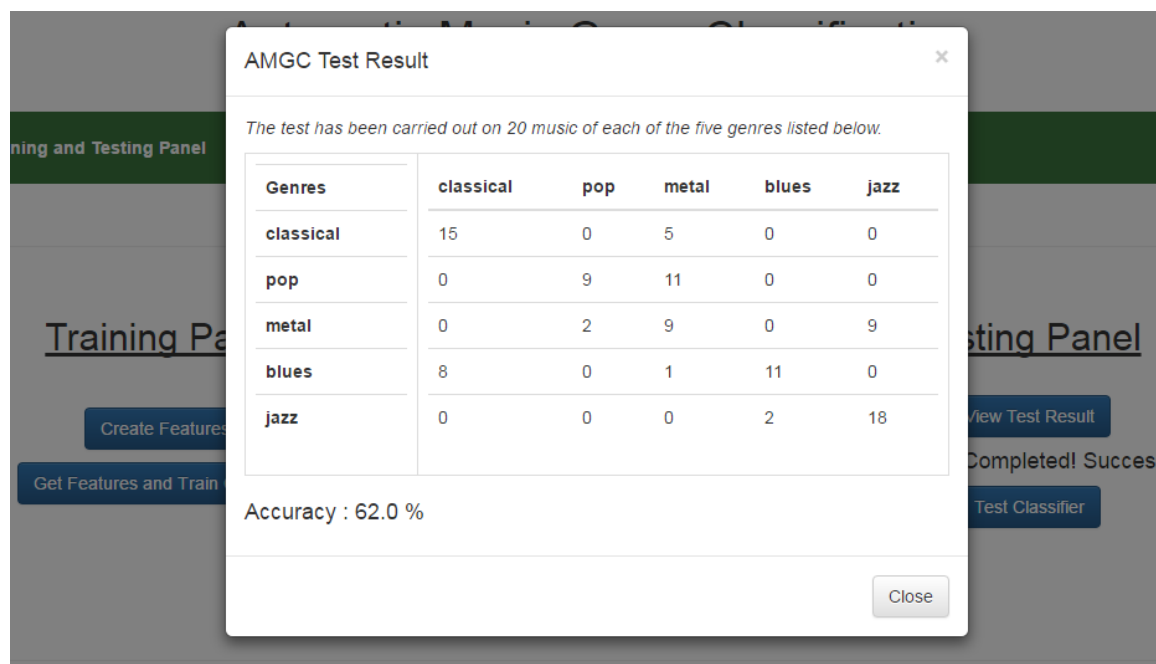 AMGC Test Result ×
The test has been carried out on 20 music of each of the five genres listed below.
ning and Testing Panel
Genres classical pop metal blues jazz
classical 15 0 5 0 0
pop 0 9 11 0 0
metal 0 2 9 0 9
blues 8 0 1 11 0
jazz 0 0 0 2 18
Training Pa
sting Panel
Create Features
View Test Result
Completed! Succes
Get Features and Train
Test Classifier
Accuracy : 62.0 %
Close